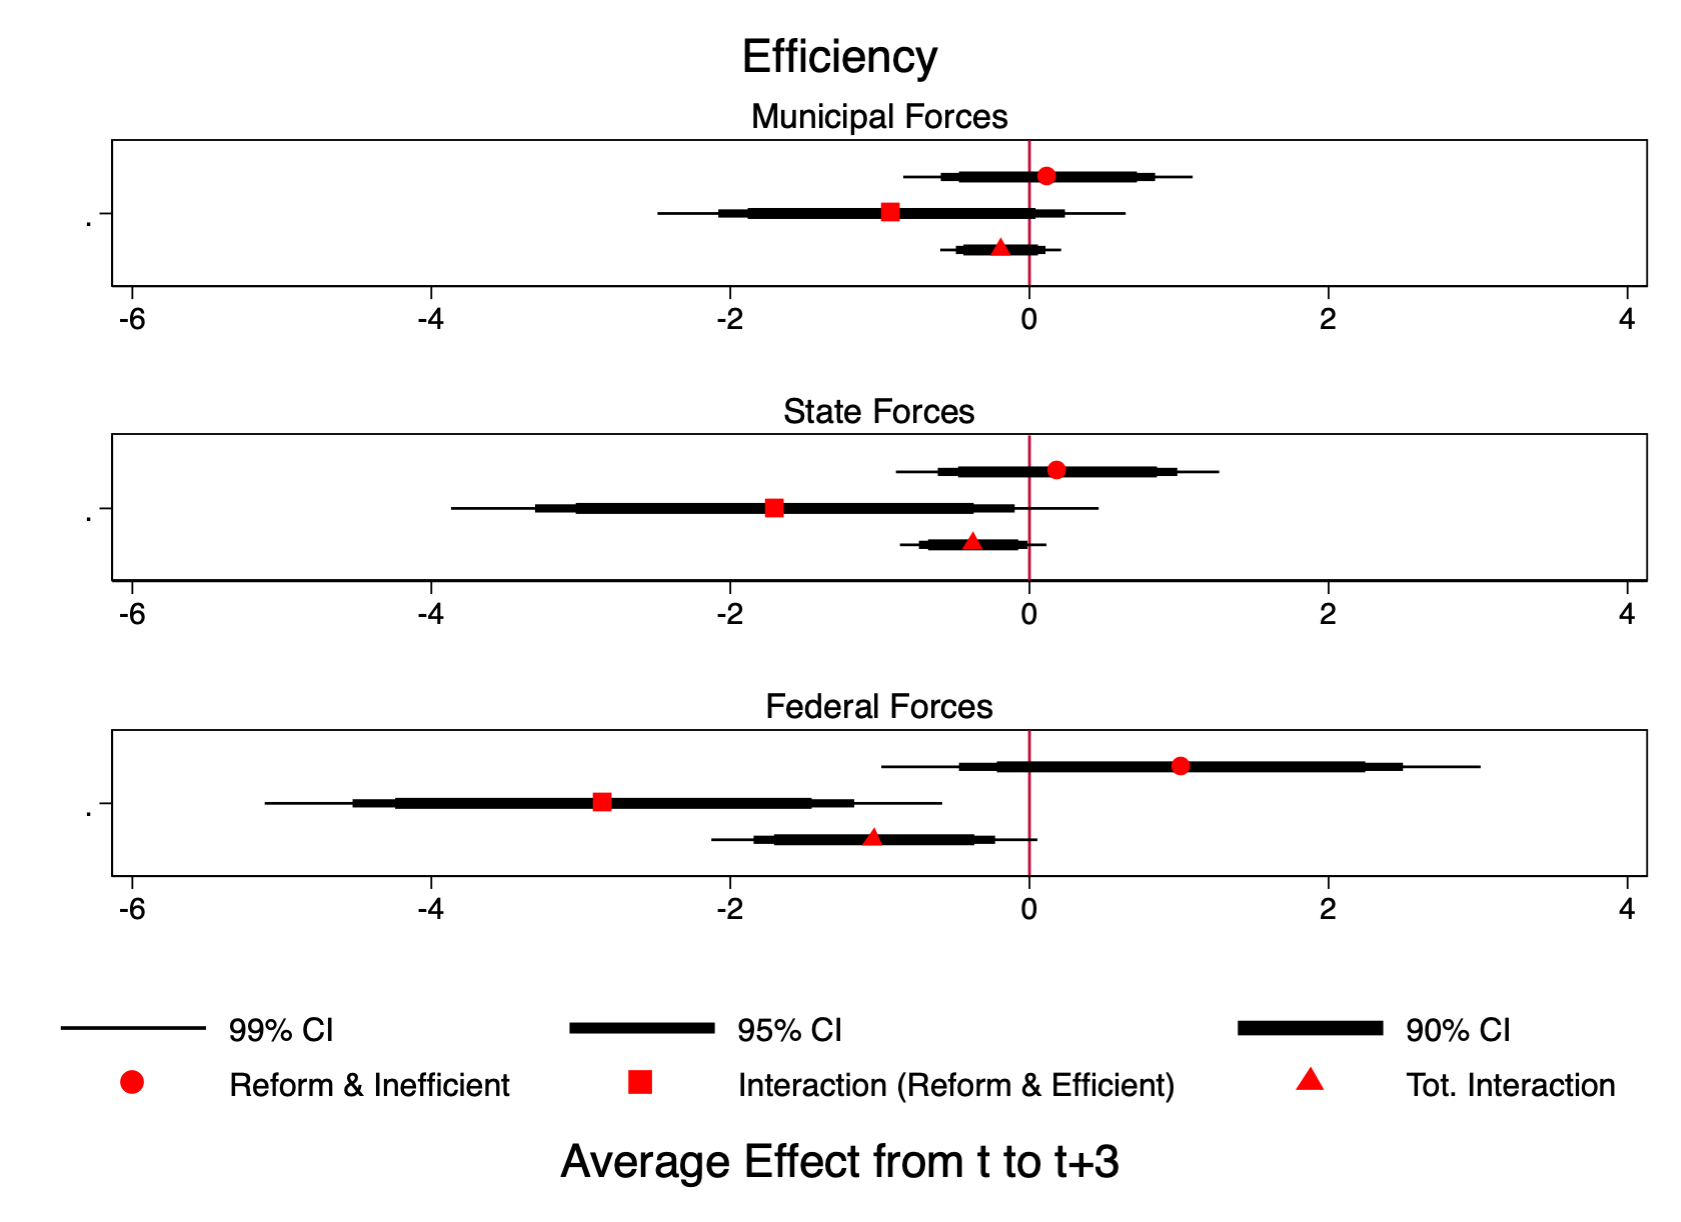 Efficiency
Municipal Forces
.
-6 -4 -2 0 2 4
State Forces
.
-6 -4 -2 0 2 4
Federal Forces
.
-6 -4 -2 0 2 4
99% CI 95% CI 90% CI
Reform & Inefficient Interaction (Reform & Efficient) Tot. Interaction
Average Effect from t to t+3